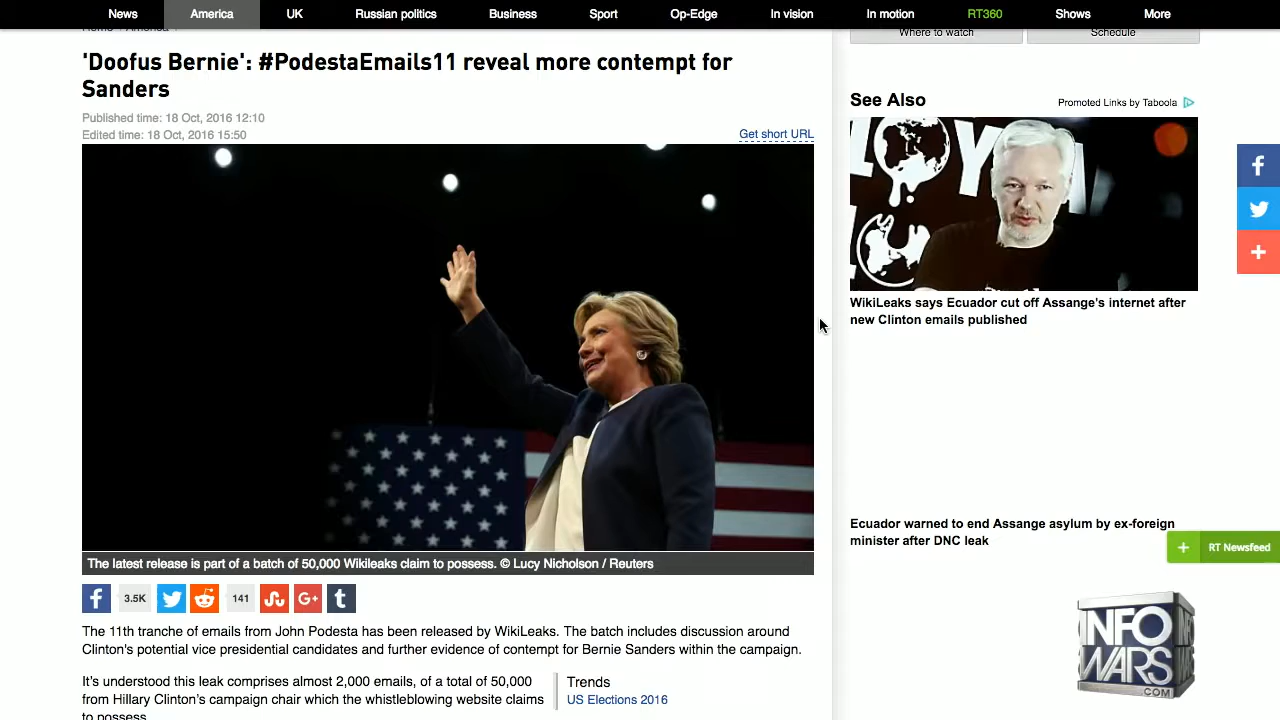 News America UK Russian politics Business Sport Op-Edge In vision In motion RT360 Shows More
Where to watch Schedule
'Doofus Bernie': #PodestaEmails11 reveal more contempt for
Sanders
Published time: 18 Oct, 2016 12:10
Edited time: 18 Oct, 2016 15:50
Get short URL
The latest release is part of a batch of 50,000 Wikileaks claim to possess. © Lucy Nicholson / Reuters
3.5K
141
The 11th tranche of emails from John Podesta has been released by WikiLeaks. The batch includes discussion around
Clinton's potential vice presidential candidates and further evidence of contempt for Bernie Sanders within the campaign.
It's understood this leak comprises almost 2,000 emails, of a total of 50,000
from Hillary Clinton's campaign chair which the whistleblowing website claims
to possess.
Trends
US Elections 2016
See Also
Promoted Links by Taboola
WikiLeaks says Ecuador cut off Assange's internet after
new Clinton emails published
Ecuador warned to end Assange asylum by ex-foreign
minister after DNC leak
RT Newsfeed
INFO
WARS
.COM